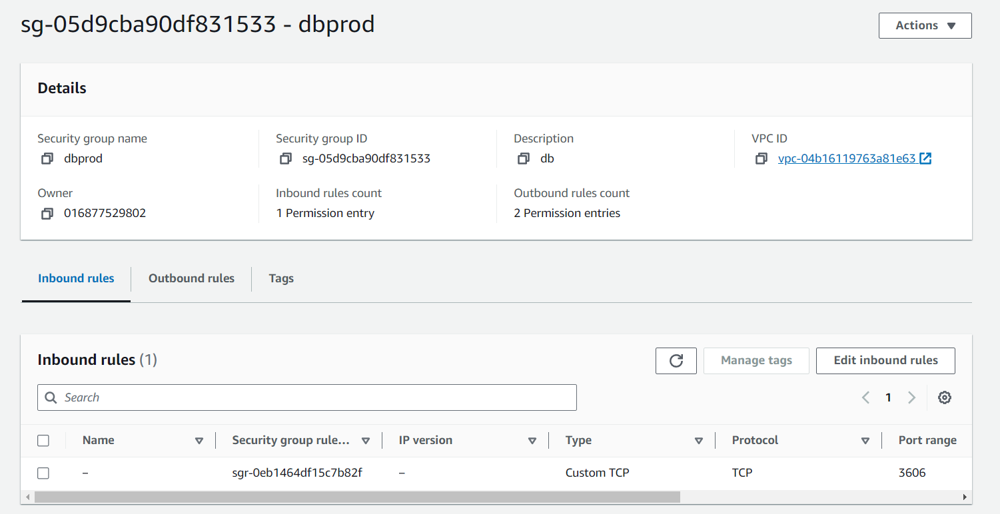 sg-05d9cba90df831533 - dbprod
Actions
Details
Security group name
dbprod
Security group ID
sg-05d9cba90df831533
Description
db
VPC ID
vpc-04b16119763a81e63
Owner
016877529802
Inbound rules count
1 Permission entry
Outbound rules count
2 Permission entries
Inbound rules
Outbound rules
Tags
Inbound rules (1)
Manage tags
Edit inbound rules
Search
1
Name
Security group rule...
IP version
Type
Protocol
Port range
–
sgr-0eb1464df15c7b82f
–
Custom TCP
TCP
3606